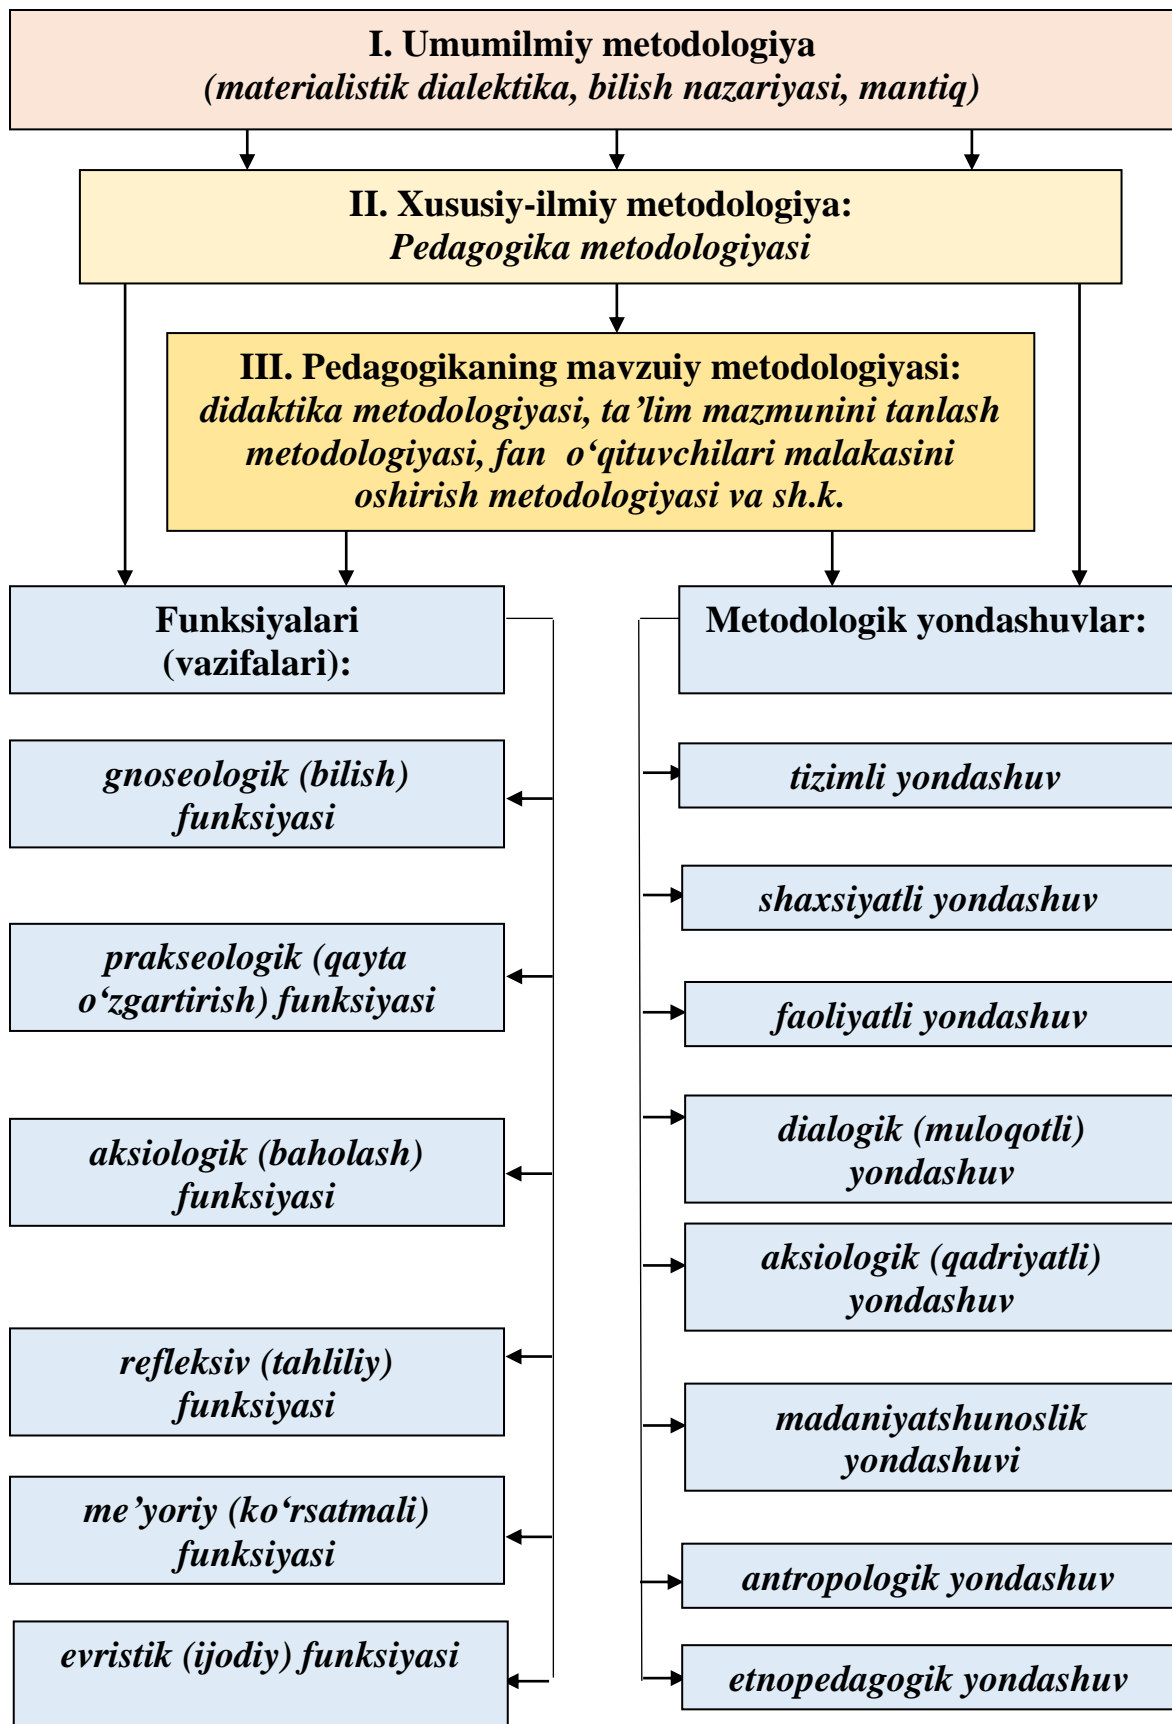 I. Umumilmiy metodologiya
(materialistik dialektika, bilish nazariyasi, mantiq)
II. Xususiy-ilmiy metodologiya:
Pedagogika metodologiyasi
III. Pedagogikaning mavzuiy metodologiyasi:
didaktika metodologiyasi, ta’lim mazmunini tanlash
metodologiyasi, fan o‘qituvchilari malakasini
oshirish metodologiyasi va sh.k.
Funksiyalari
(vazifalari):
gnoseologik (bilish)
funksiyasi
prakseologik (qayta
o‘zgartirish) funksiyasi
aksiologik (baholash)
funksiyasi
refleksiv (tahliliy)
funksiyasi
me’yoriy (ko‘rsatmali)
funksiyasi
evristik (ijodiy) funksiyasi
Metodologik yondashuvlar:
tizimli yondashuv
shaxsiyatli yondashuv
faoliyatli yondashuv
dialogik (muloqotli)
yondashuv
aksiologik (qadriyatli)
yondashuv
madaniyatshunoslik
yondashuvi
antropologik yondashuv
etnopedagogik yondashuv